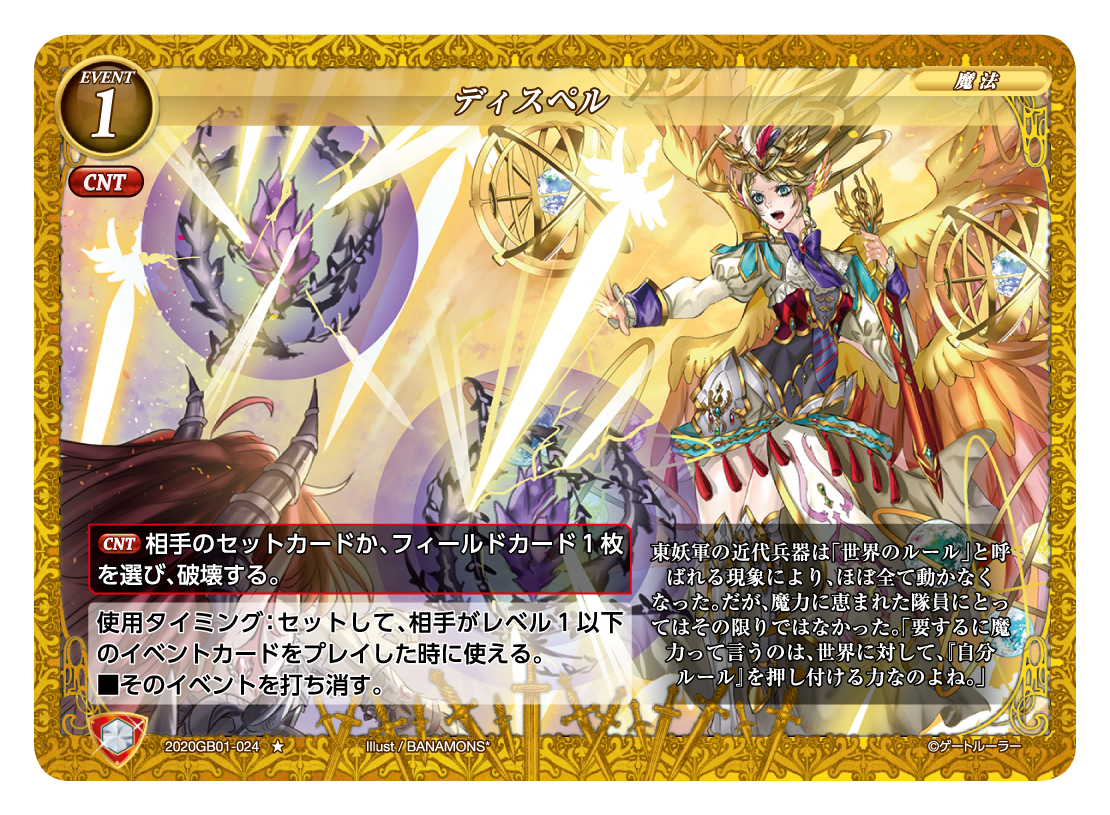 EVENT
1
ディスペル
魔法
CNT
CNT 相手のセットカードか、フィールドカード1枚
を選び、破壊する。
使用タイミング：セットして、相手がレベル1以下
のイベントカードをプレイした時に使える。
■そのイベントを打ち消す。
東妖軍の近代兵器は「世界のルール」と呼
ばれる現象により、ほぼ全て動かなく
なった。だが、魔力に恵まれた隊員にとっ
てはその限りではなかった。「要するに魔
力って言うのは、世界に対して、『自分
ルール』を押し付ける力なのよね。」
2020GB01-024 ★
Illust / BANAMONS*
©ゲートルーラー